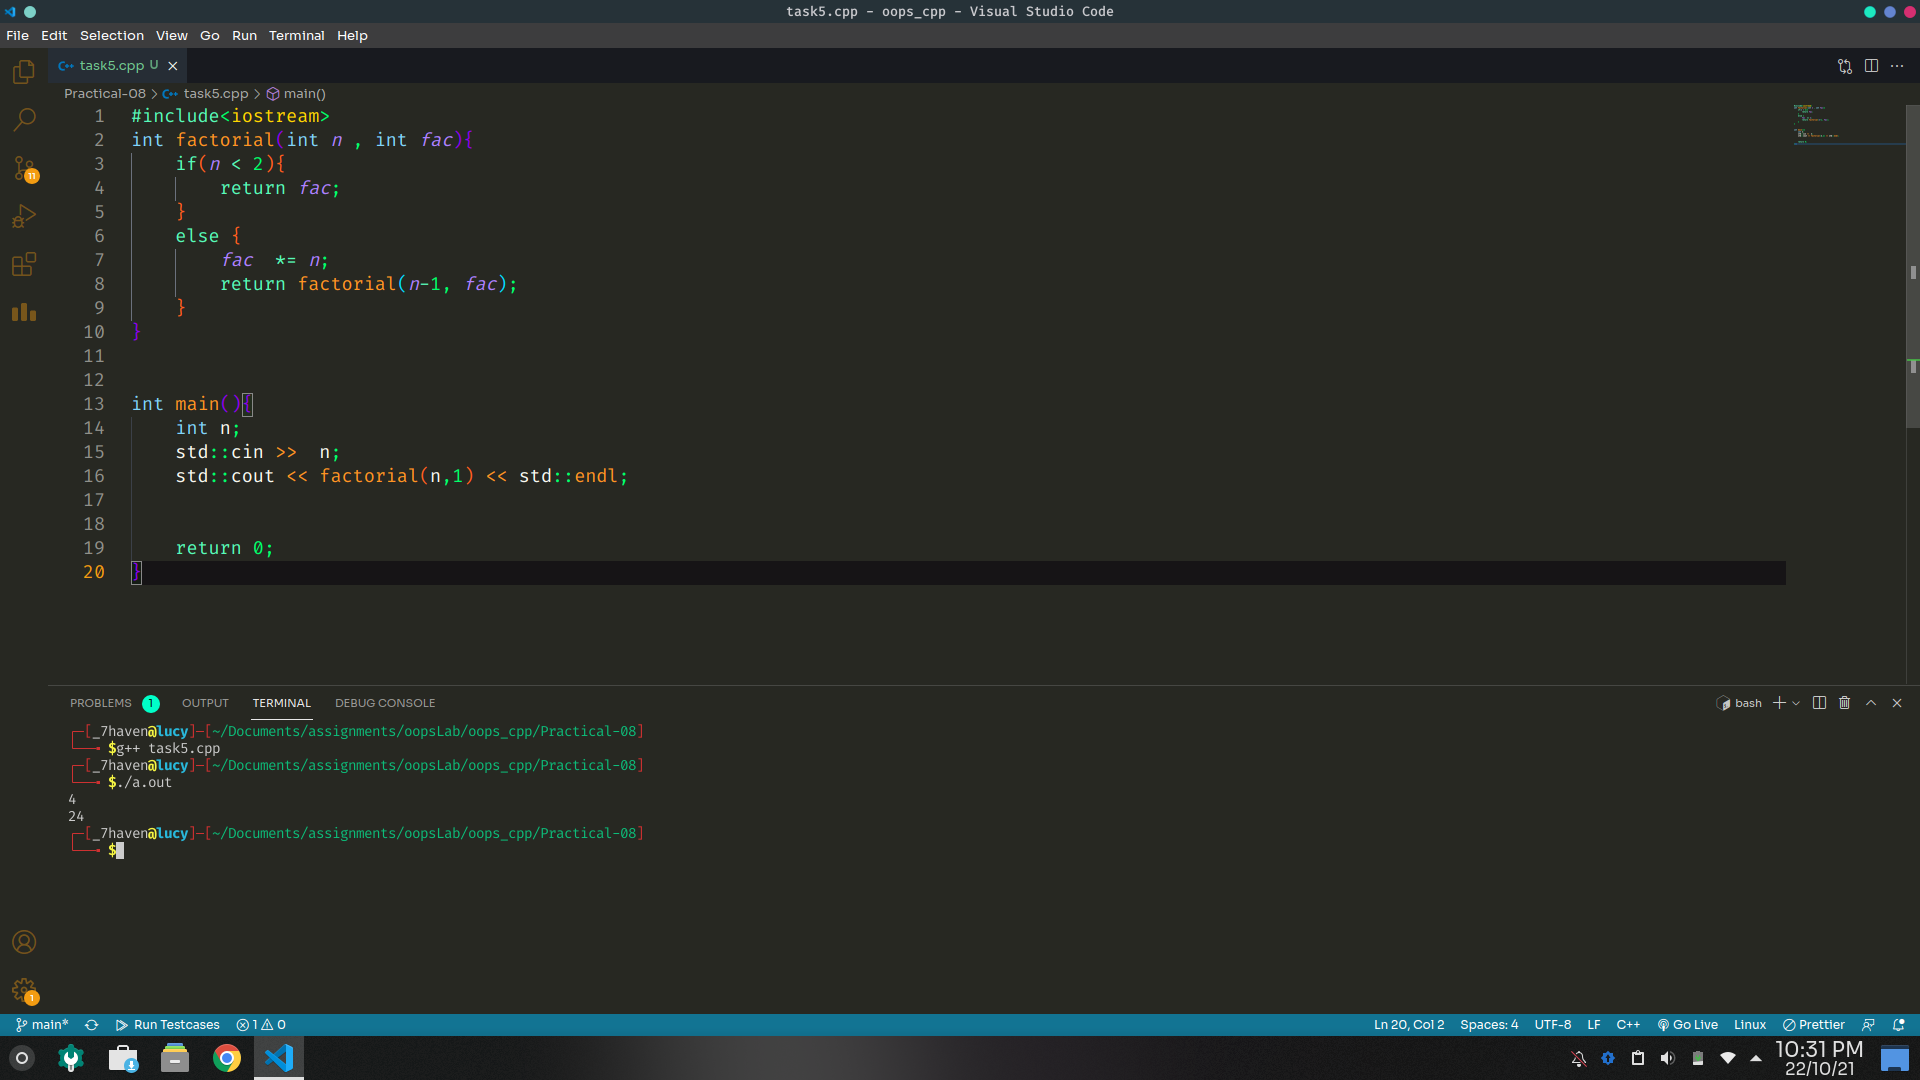 task5.cpp - oops_cpp - Visual Studio Code
File Edit Selection View Go Run Terminal Help
task5.cpp U
Practical-08 > task5.cpp > main()
1 #include<iostream>
2 int factorial(int n , int fac){
3     if(n < 2){
4         return fac;
5     }
6     else {
7         fac  *= n;
8         return factorial(n-1, fac);
9     }
10 }
11
12
13 int main(){
14     int n;
15     std::cin >>  n;
16     std::cout << factorial(n,1) << std::endl;
17
18
19     return 0;
20 }
11
PROBLEMS 1 OUTPUT TERMINAL DEBUG CONSOLE bash
┌─[_7haven@lucy]─[~/Documents/assignments/oopsLab/oops_cpp/Practical-08]
└──╼ $g++ task5.cpp
┌─[_7haven@lucy]─[~/Documents/assignments/oopsLab/oops_cpp/Practical-08]
└──╼ $./a.out
4
24
┌─[_7haven@lucy]─[~/Documents/assignments/oopsLab/oops_cpp/Practical-08]
└──╼ $
1
main* Run Testcases 1 0 Ln 20, Col 2 Spaces: 4 UTF-8 LF C++ Go Live Linux Prettier
10:31 PM
22/10/21